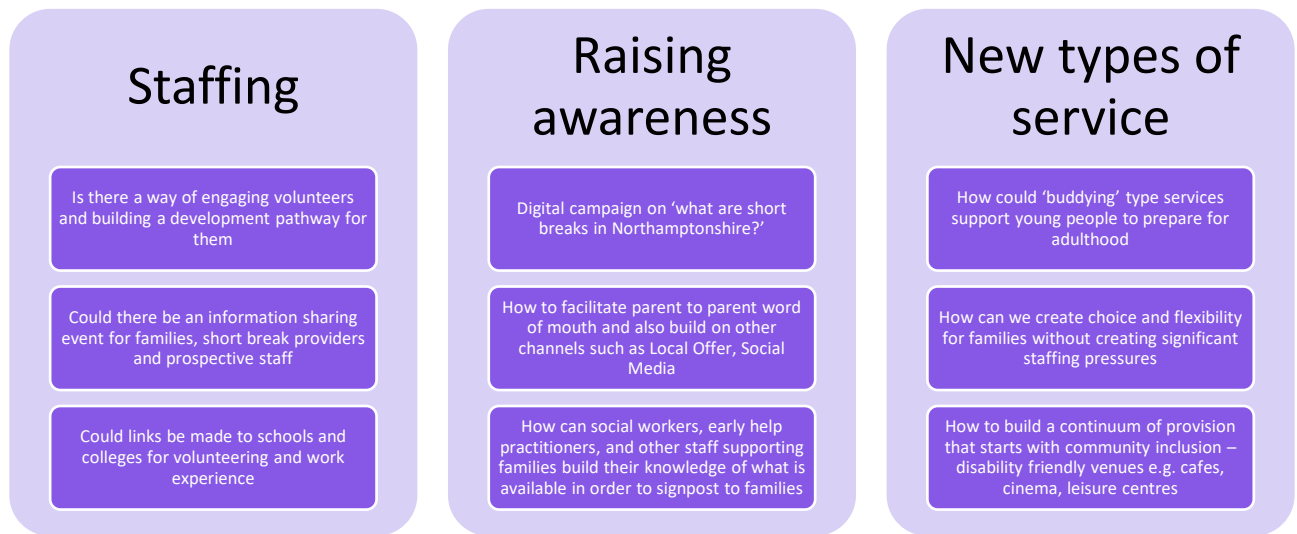 Staffing
Is there a way of engaging volunteers
and building a development pathway for
them
Could there be an information sharing
event for families, short break providers
and prospective staff
Could links be made to schools and
colleges for volunteering and work
experience
Raising
awareness
Digital campaign on ‘what are short
breaks in Northamptonshire?’
How to facilitate parent to parent word
of mouth and also build on other
channels such as Local Offer, Social
Media
How can social workers, early help
practitioners, and other staff supporting
families build their knowledge of what is
available in order to signpost to families
New types of
service
How could ‘buddying’ type services
support young people to prepare for
adulthood
How can we create choice and flexibility
for families without creating significant
staffing pressures
How to build a continuum of provision
that starts with community inclusion –
disability friendly venues e.g. cafes,
cinema, leisure centres